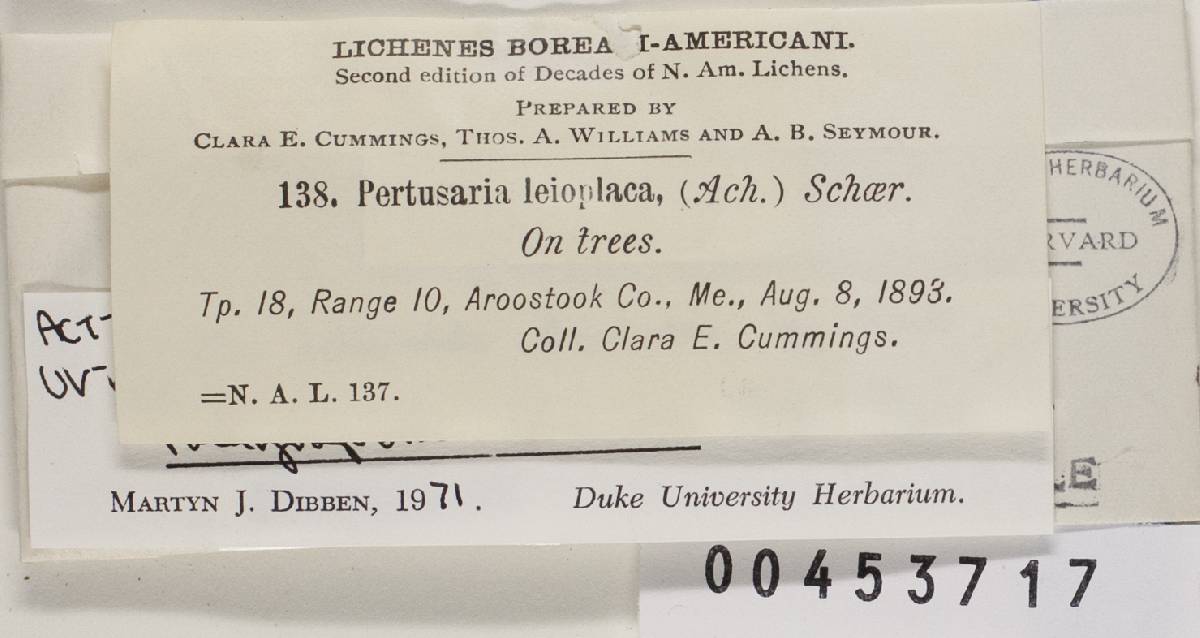 LICHENES BOREA I-AMERICANI.
Second edition of Decades of N. Am. Lichens.
PREPARED BY
CLARA E. CUMMINGS, THOS. A. WILLIAMS AND A. B. SEYMOUR.
138. Pertusaria leioplaca, (Ach.) Schær.
On trees.
Tp. 18, Range 10, Aroostook Co., Me., Aug. 8, 1893.
Coll. Clara E. Cummings.
=N. A. L. 137.
HERBARIUM
RVARD
ERSITY
ACT-
UV-
MARTYN J. DIBBEN, 1971. Duke University Herbarium.
00453717